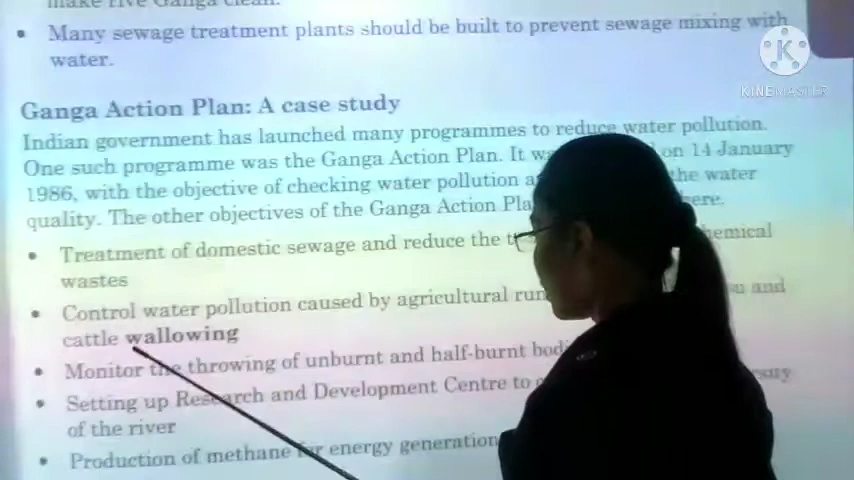 make River Ganga clean.
• Many sewage treatment plants should be built to prevent sewage mixing with
water.
KINEMASTER
Ganga Action Plan: A case study
Indian government has launched many programmes to reduce water pollution.
One such programme was the Ganga Action Plan. It on 14 January
1986, with the objective of checking water pollution the water
quality. The other objectives of the Ganga Action
• Treatment of domestic sewage and reduce the
wastes
• Control water pollution caused by agricultural and
cattle wallowing
• Monitor the throwing of unburnt and half-burnt
• Setting up Research and Development Centre to
of the river
• Production of methane for energy generation